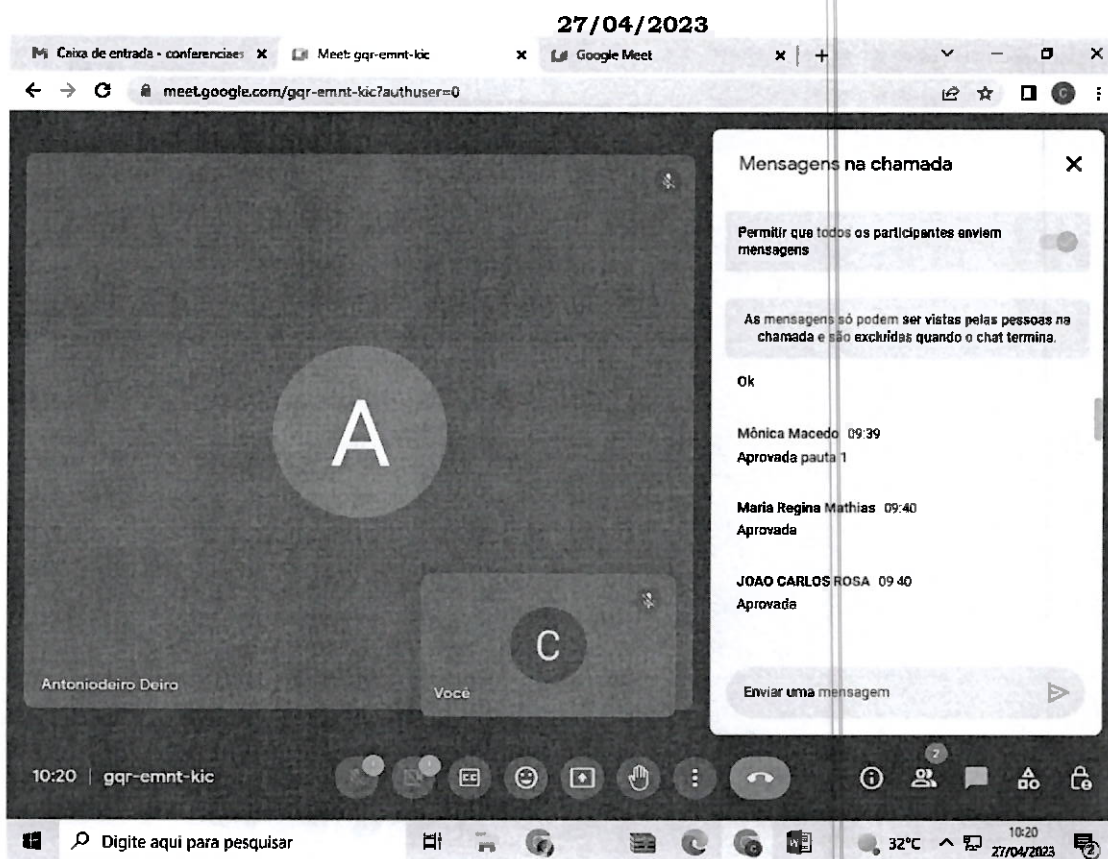 27/04/2023
Caixa de entrada - conferenciaes
Meet: gqr-emnt-kic
Google Meet
meet.google.com/gqr-emnt-kic?authuser=0
Mensagens na chamada
Permitir que todos os participantes enviem
mensagens
As mensagens só podem ser vistas pelas pessoas na
chamada e são excluídas quando o chat termina.
Ok
Mônica Macedo 09:39
Aprovada pauta 1
Maria Regina Mathias 09:40
Aprovada
JOAO CARLOS ROSA 09 40
Aprovada
Enviar uma mensagem
A
Antoniodeiro Deiro
C
Você
10:20 | gqr-emnt-kic
CC
2
Digite aqui para pesquisar
32°C
10:20
27/04/2023
2